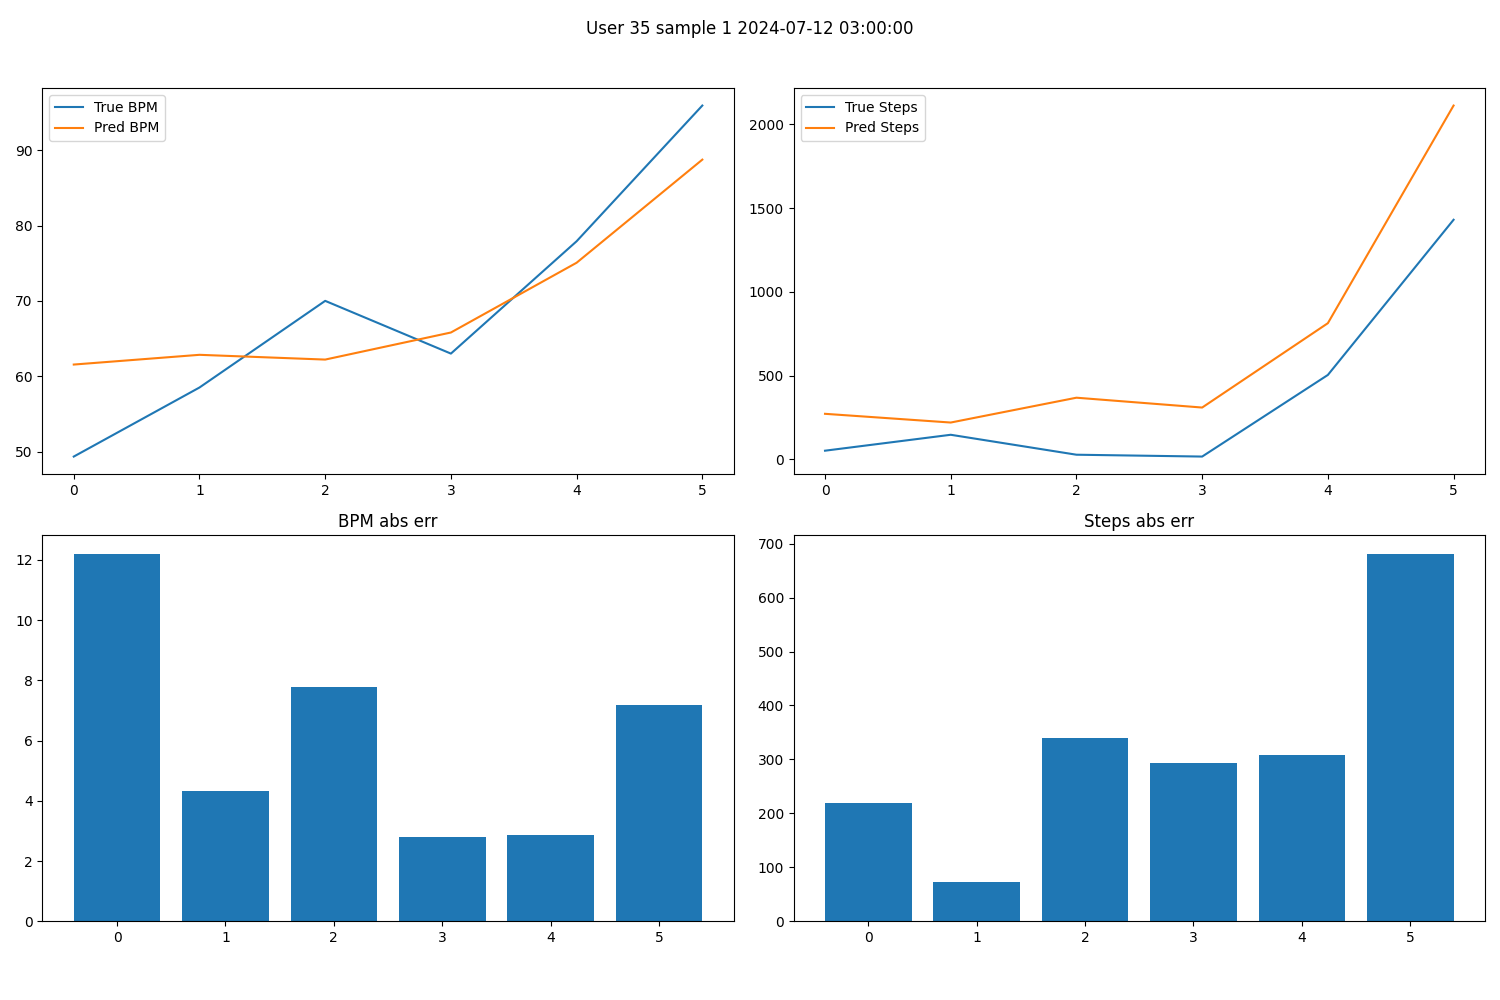 User 35 sample 1 2024-07-12 03:00:00
True BPM
Pred BPM
90
80
70
60
50
0 1 2 3 4 5
True Steps
Pred Steps
2000
1500
1000
500
0
0 1 2 3 4 5
BPM abs err
12
10
8
6
4
2
0
0 1 2 3 4 5
Steps abs err
700
600
500
400
300
200
100
0
0 1 2 3 4 5